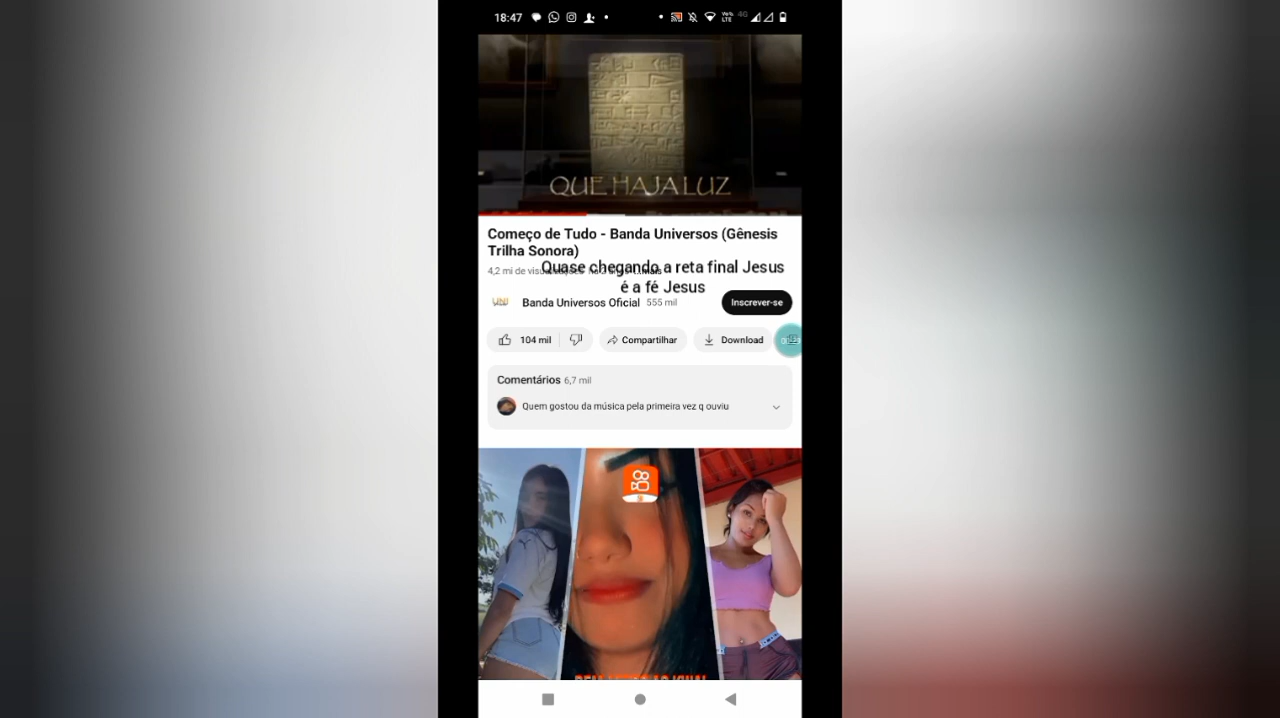 18:47
4G
QUE HAJA LUZ
Começo de Tudo - Banda Universos (Gênesis
Trilha Sonora)
4,2 mi de
...mais
Quase chegando a reta final Jesus
é a fé Jesus
Banda Universos Oficial 555 mil
Inscrever-se
104 mil
Compartilhar
Download
Comentários 6,7 mil
Quem gostou da música pela primeira vez q ouviu